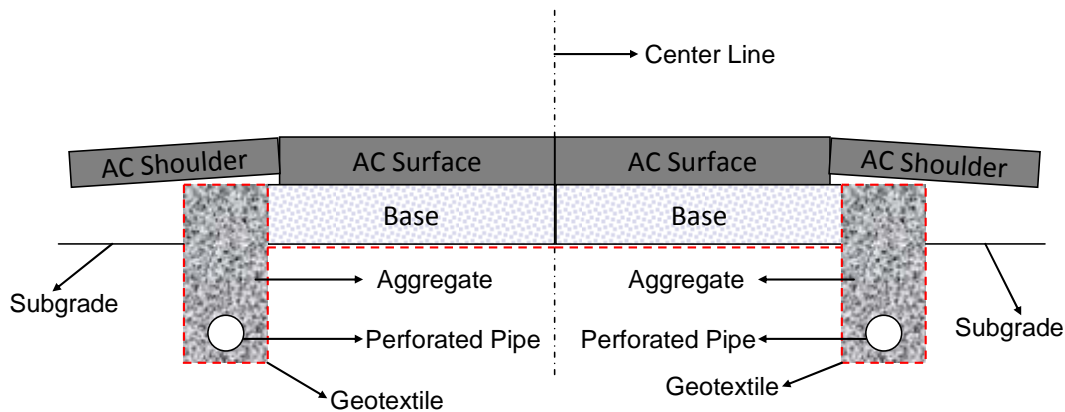 Center Line
AC Shoulder
AC Surface
AC Surface
AC Shoulder
Base
Base
Aggregate
Aggregate
Subgrade
Subgrade
Perforated Pipe
Perforated Pipe
Geotextile
Geotextile